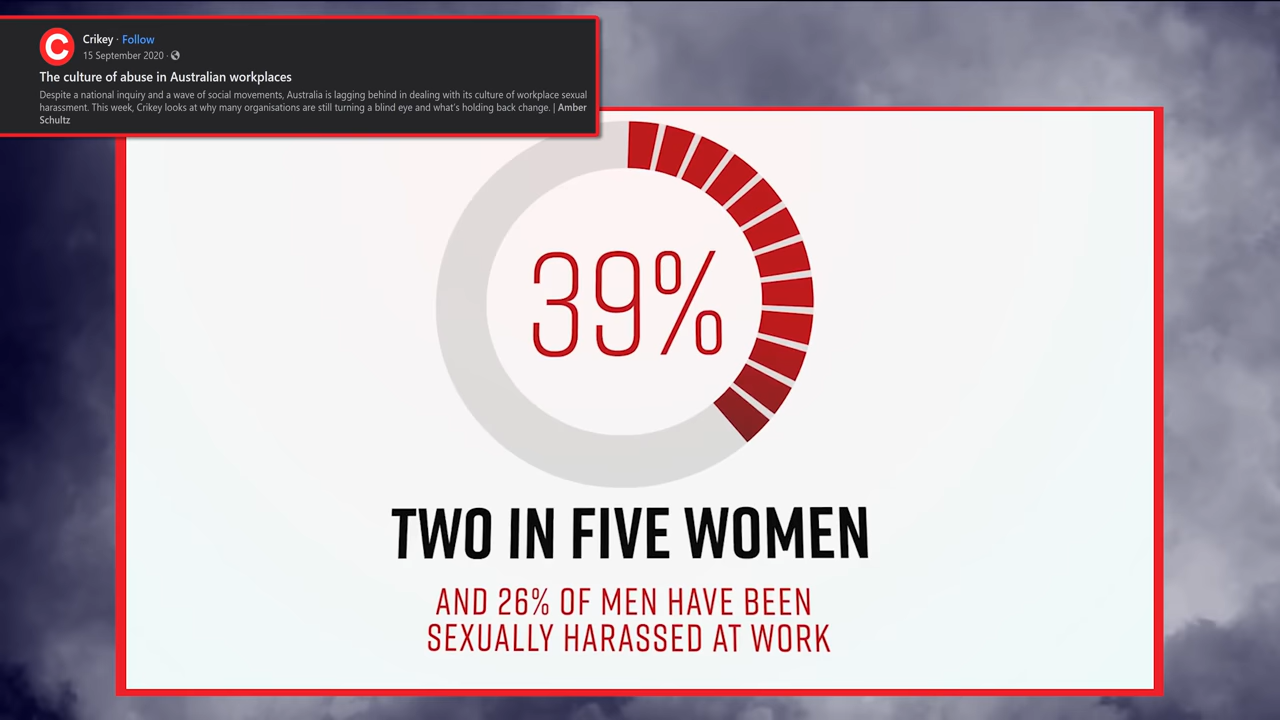 Crikey · Follow
15 September 2020 ·
The culture of abuse in Australian workplaces
Despite a national inquiry and a wave of social movements, Australia is lagging behind in dealing with its culture of workplace sexual
harassment. This week, Crikey looks at why many organisations are still turning a blind eye and what's holding back change. | Amber
Schultz
39%
TWO IN FIVE WOMEN
AND 26% OF MEN HAVE BEEN
SEXUALLY HARASSED AT WORK